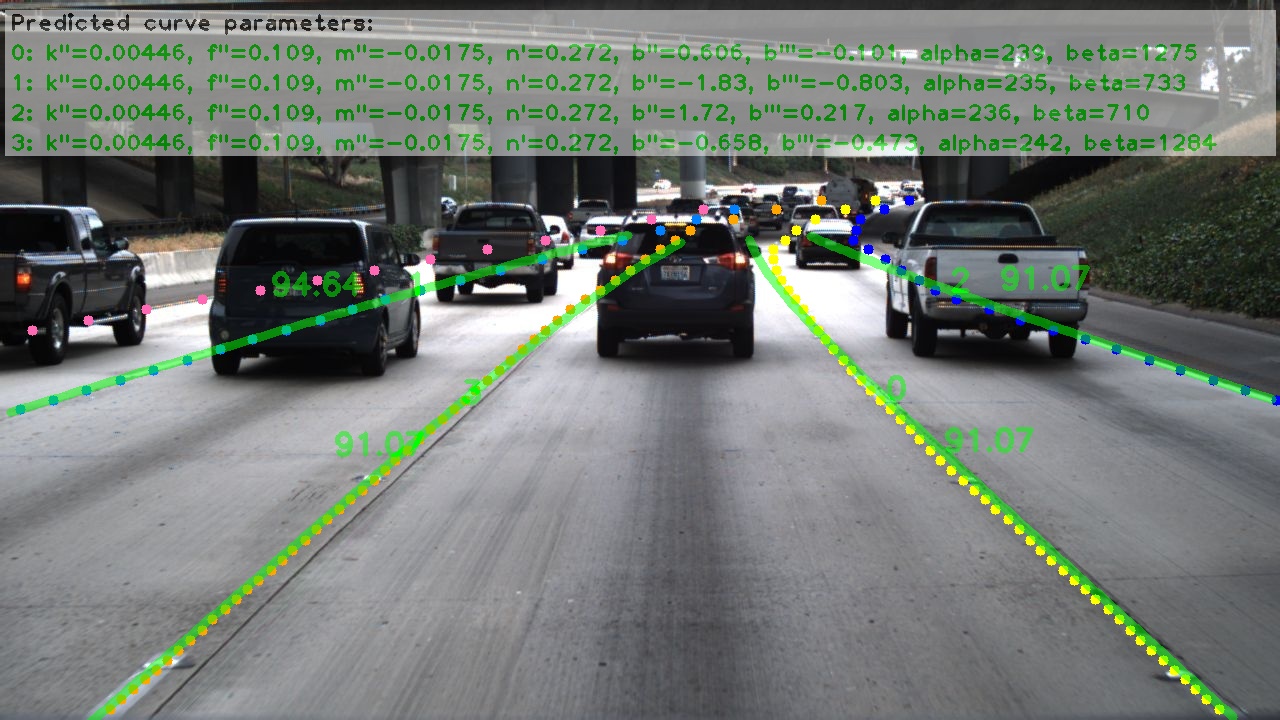 Predicted curve parameters:
0: k''=0.00446, f''=0.109, m''=−0.0175, n'=0.272, b''=0.606, b'''=−0.101, alpha=239, beta=1275
1: k''=0.00446, f''=0.109, m''=−0.0175, n'=0.272, b''=−1.83, b'''=−0.803, alpha=235, beta=733
2: k''=0.00446, f''=0.109, m''=−0.0175, n'=0.272, b''=1.72, b'''=0.217, alpha=236, beta=710
3: k''=0.00446, f''=0.109, m''=−0.0175, n'=0.272, b''=−0.658, b'''=−0.473, alpha=242, beta=1284
94.64 1
2 91.07
3
0
91.07
91.07